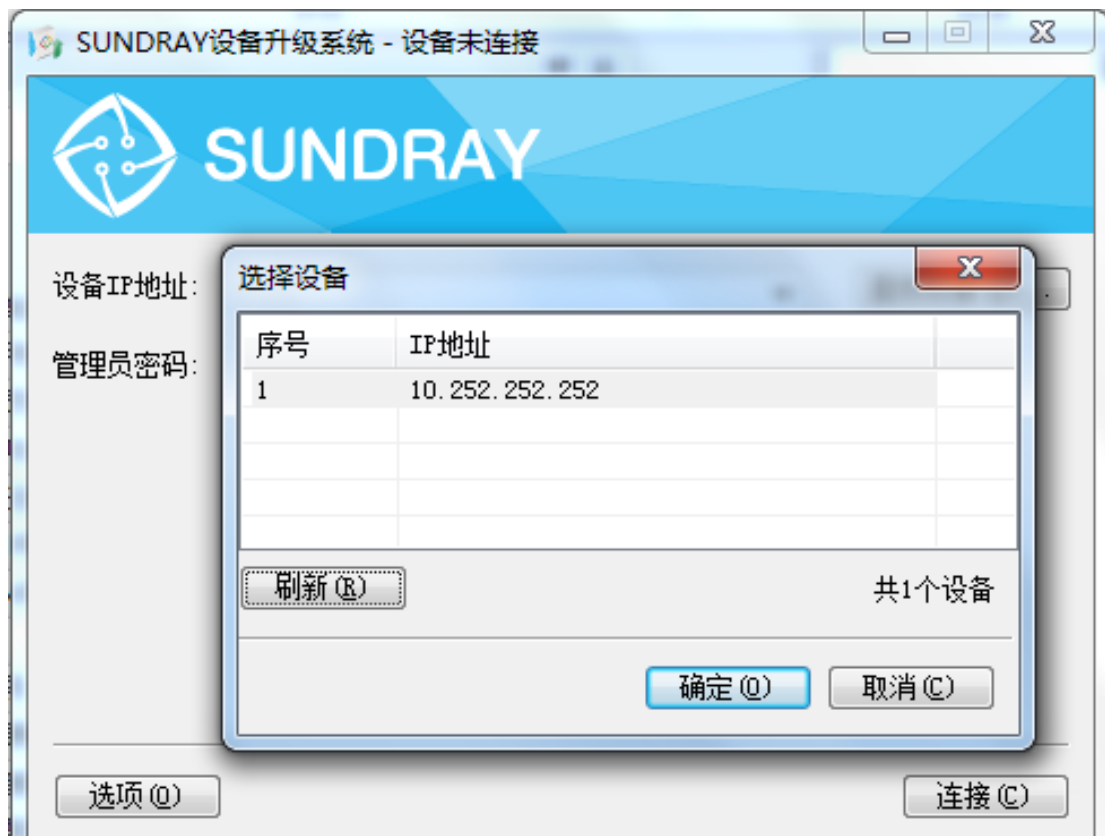 SUNDRAY设备升级系统 - 设备未连接
SUNDRAY
设备IP地址:
管理员密码:
选择设备
序号 IP地址
1 10.252.252.252
刷新(R)
共1个设备
确定(O)
取消(C)
选项(O)
连接(C)